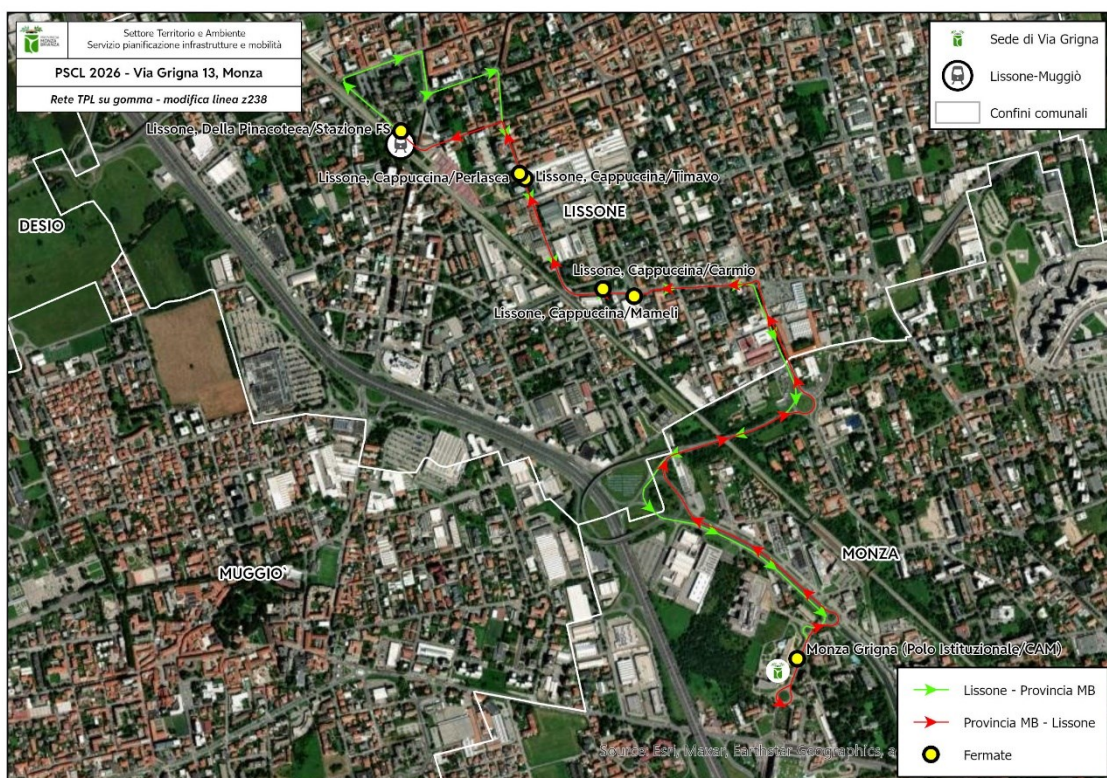 PROVINCIA
MONZA
BRIANZA
Settore Territorio e Ambiente
Servizio pianificazione infrastrutture e mobilità
PSCL 2026 - Via Grigna 13, Monza
Rete TPL su gomma - modifica linea z238
Sede di Via Grigna
Lissone-Muggiò
Confini comunali
Lissone, Della Pinacoteca/Stazione FS
Lissone, Cappuccina/Perlasca
Lissone, Cappuccina/Timavo
LISSONE
DESIO
Lissone, Cappuccina/Carmio
Lissone, Cappuccina/Mameli
MONZA
MUGGIO'
Monza Grigna (Polo Istituzionale/CAM)
Lissone - Provincia MB
Provincia MB - Lissone
Fermate
Source: Esri, Maxar, Earthstar Geographics, a